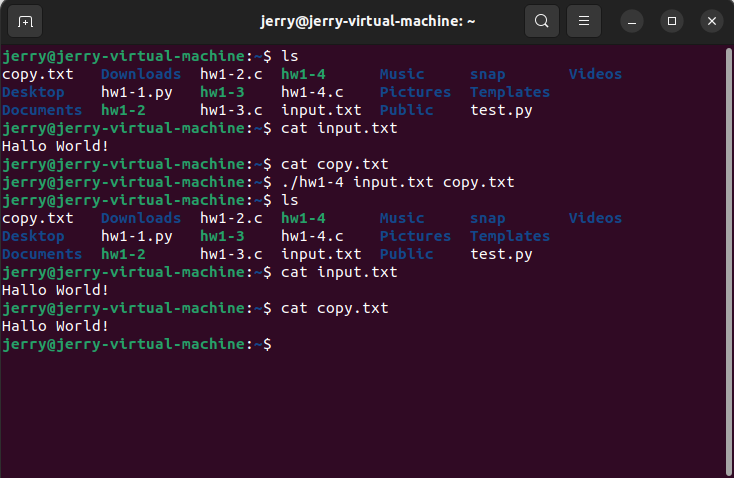 jerry@jerry-virtual-machine: ~
jerry@jerry-virtual-machine:~$ ls
copy.txt Downloads hw1-2.c hw1-4 Music snap Videos
Desktop hw1-1.py hw1-3 hw1-4.c Pictures Templates
Documents hw1-2 hw1-3.c input.txt Public test.py
jerry@jerry-virtual-machine:~$ cat input.txt
Hallo World!
jerry@jerry-virtual-machine:~$ cat copy.txt
jerry@jerry-virtual-machine:~$ ./hw1-4 input.txt copy.txt
jerry@jerry-virtual-machine:~$ ls
copy.txt Downloads hw1-2.c hw1-4 Music snap Videos
Desktop hw1-1.py hw1-3 hw1-4.c Pictures Templates
Documents hw1-2 hw1-3.c input.txt Public test.py
jerry@jerry-virtual-machine:~$ cat input.txt
Hallo World!
jerry@jerry-virtual-machine:~$ cat copy.txt
Hallo World!
jerry@jerry-virtual-machine:~$